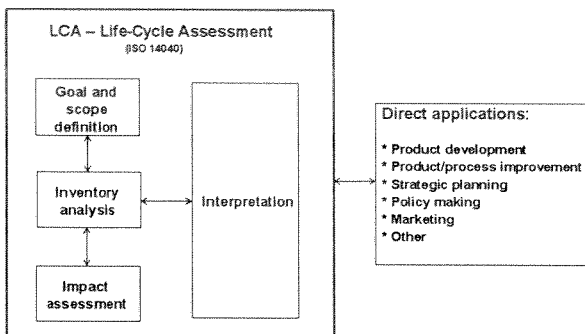 LCA – Life-Cycle Assessment
(ISO 14040)
Goal and
scope
definition
Inventory
analysis
Impact
assessment
Interpretation
Direct applications:
* Product development
* Product/process improvement
* Strategic planning
* Policy making
* Marketing
* Other